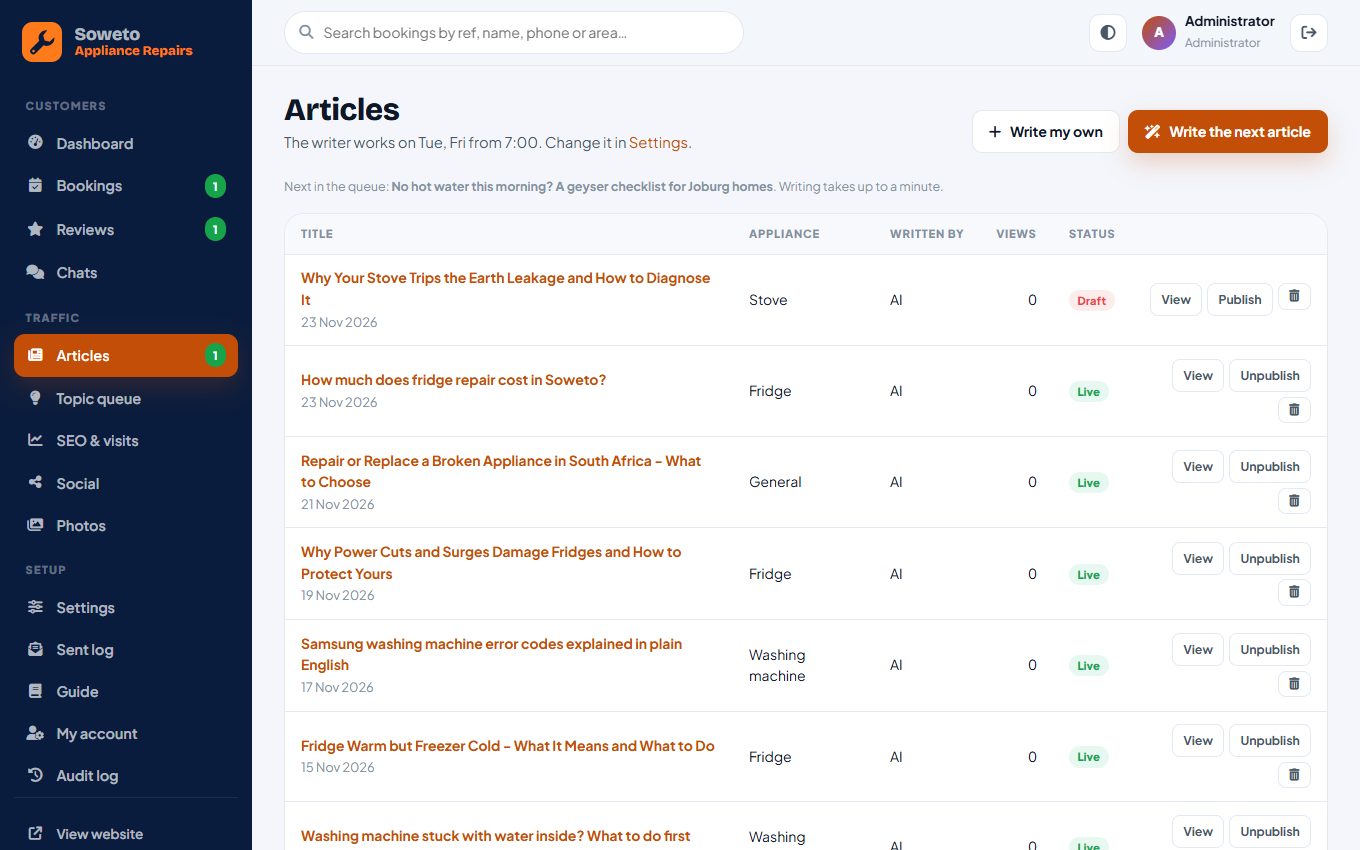 Soweto
Appliance Repairs
CUSTOMERS
Dashboard
Bookings 1
Reviews 1
Chats
TRAFFIC
Articles 1
Topic queue
SEO & visits
Social
Photos
SETUP
Settings
Sent log
Guide
My account
Audit log
View website
Search bookings by ref, name, phone or area...
A
Administrator
Administrator
Articles
The writer works on Tue, Fri from 7:00. Change it in Settings.
Write my own
Write the next article
Next in the queue: No hot water this morning? A geyser checklist for Joburg homes. Writing takes up to a minute.
TITLE APPLIANCE WRITTEN BY VIEWS STATUS
Why Your Stove Trips the Earth Leakage and How to Diagnose
It
23 Nov 2026
Stove AI 0 Draft View Publish
How much does fridge repair cost in Soweto?
23 Nov 2026
Fridge AI 0 Live View Unpublish
Repair or Replace a Broken Appliance in South Africa – What
to Choose
21 Nov 2026
General AI 0 Live View Unpublish
Why Power Cuts and Surges Damage Fridges and How to
Protect Yours
19 Nov 2026
Fridge AI 0 Live View Unpublish
Samsung washing machine error codes explained in plain
English
17 Nov 2026
Washing
machine
AI 0 Live View Unpublish
Fridge Warm but Freezer Cold – What It Means and What to Do
15 Nov 2026
Fridge AI 0 Live View Unpublish
Washing machine stuck with water inside? What to do first
Washing
AI 0 Live View Unpublish